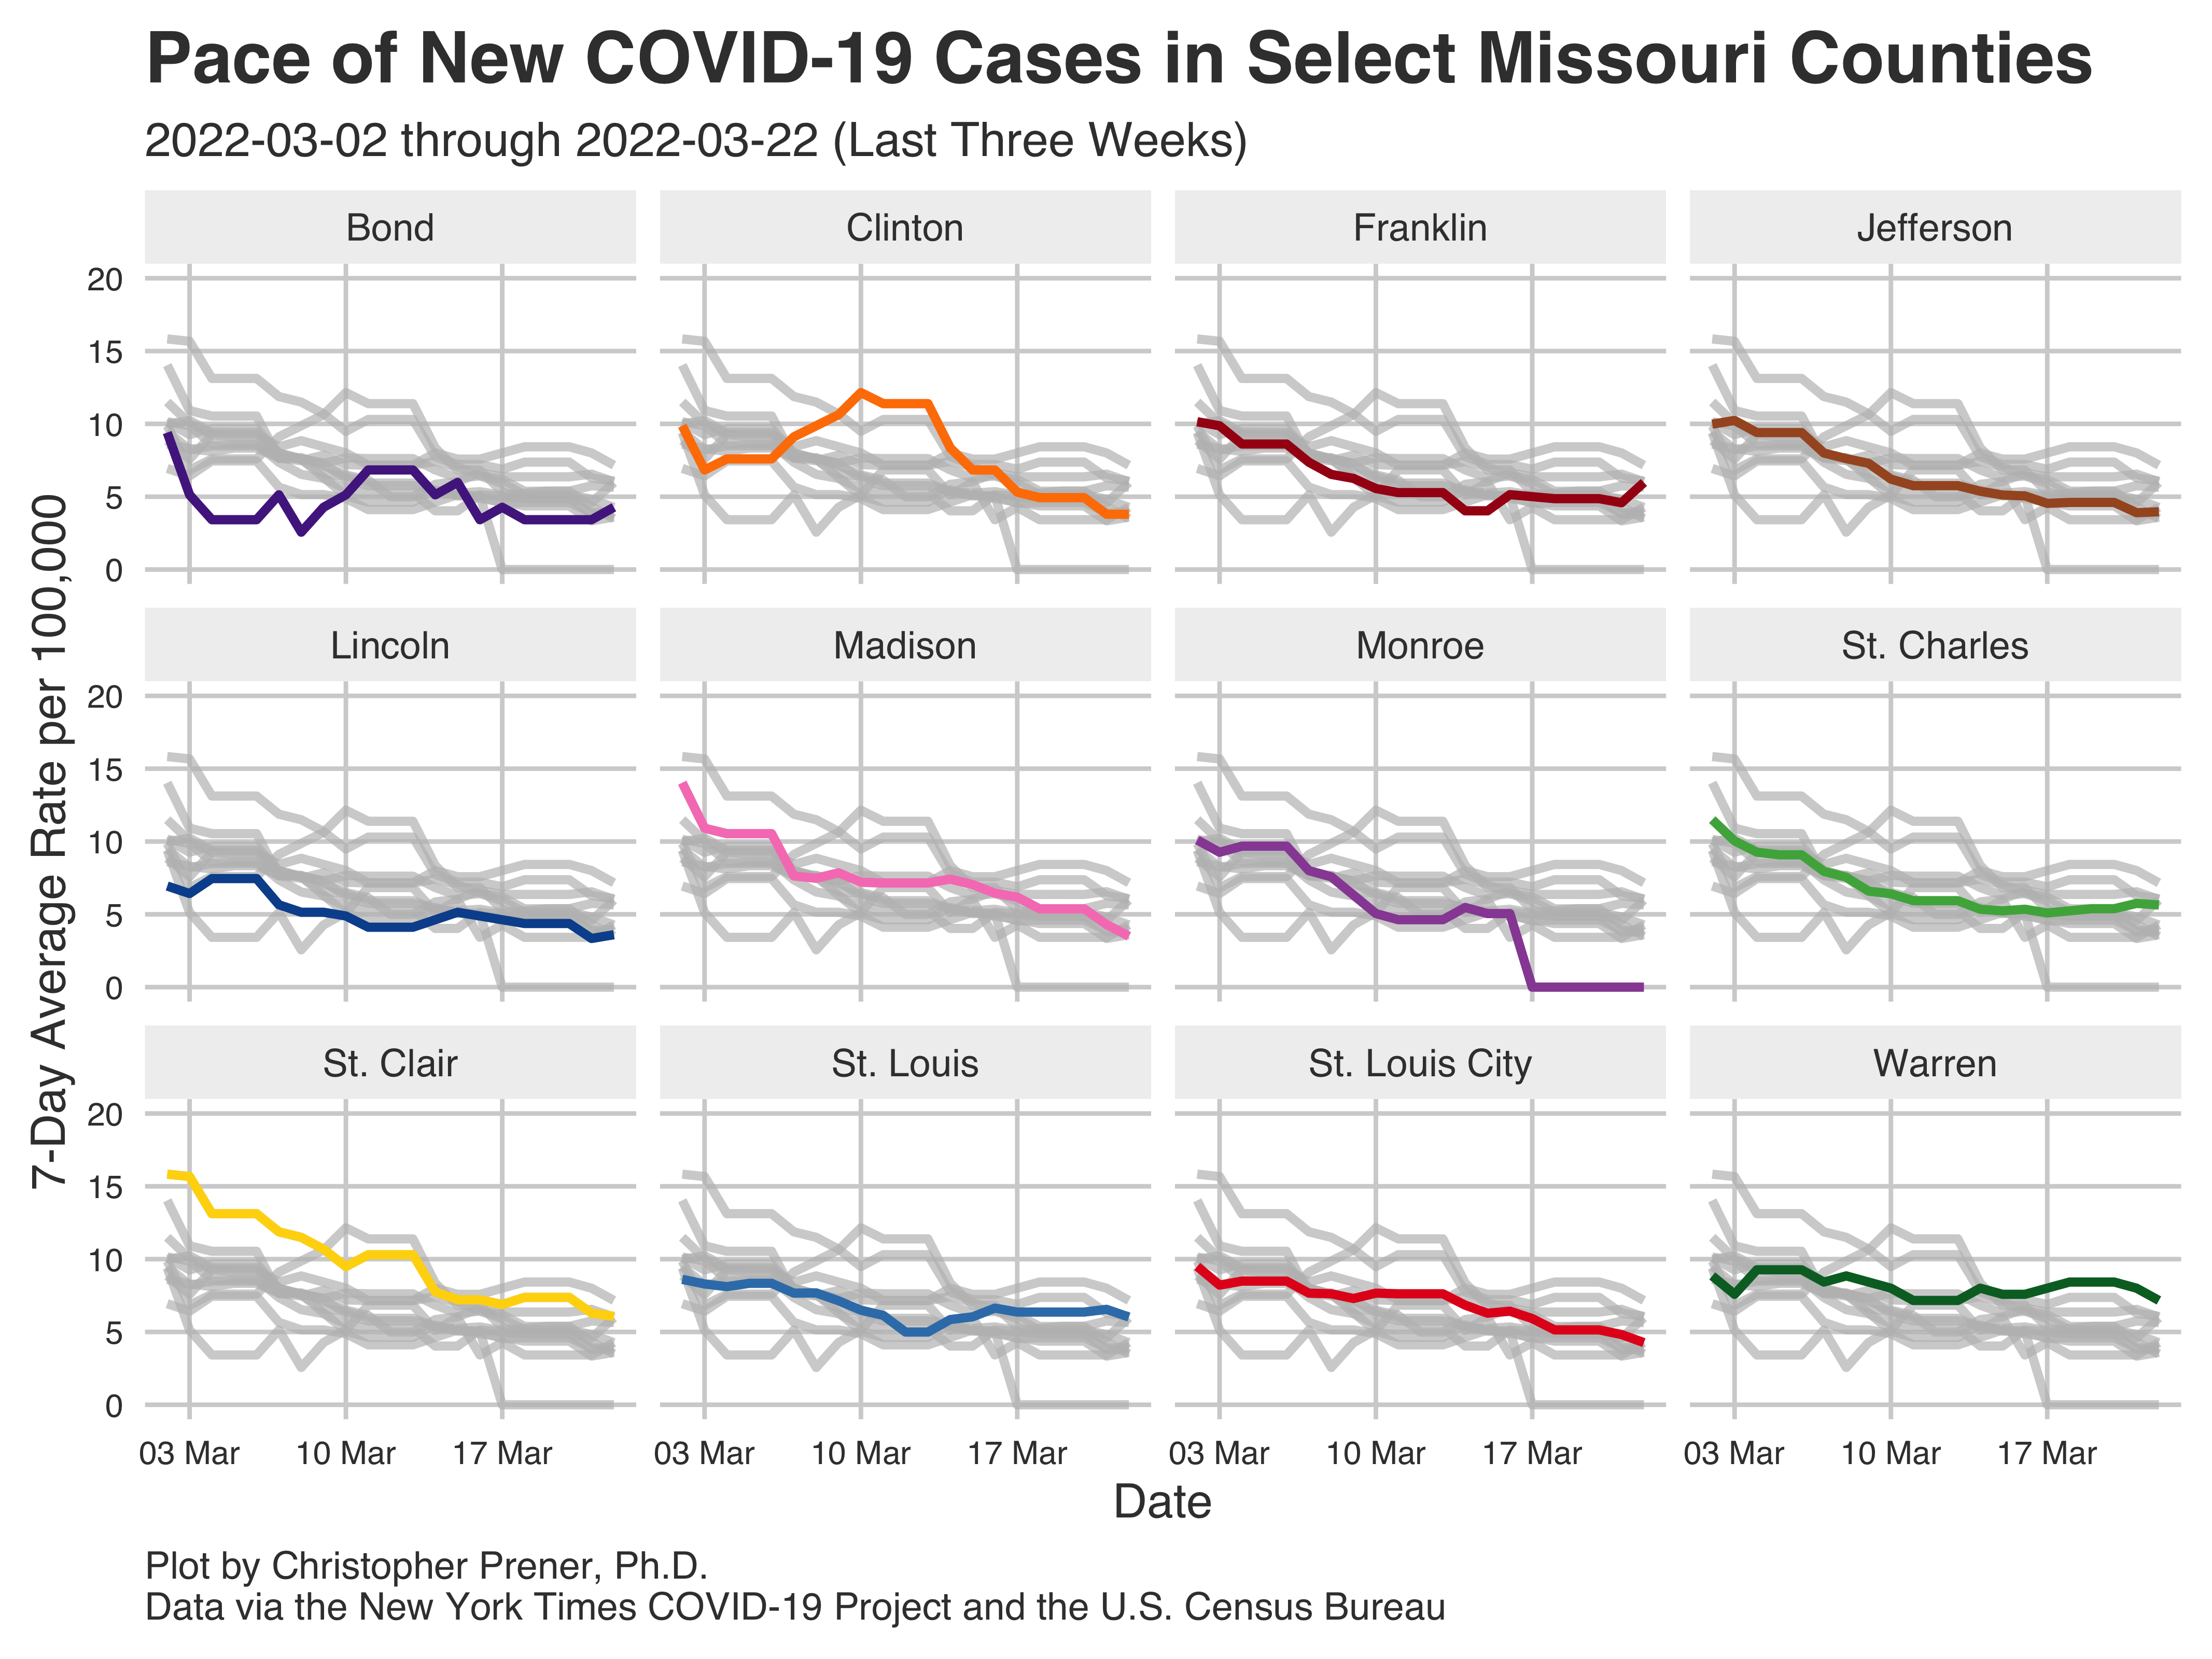 Pace of New COVID-19 Cases in Select Missouri Counties
2022-03-02 through 2022-03-22 (Last Three Weeks)
Bond
Clinton
Franklin
Jefferson
20
15
10
5
0
Lincoln
Madison
Monroe
St. Charles
20
15
10
5
0
St. Clair
St. Louis
St. Louis City
Warren
20
15
10
5
0
7-Day Average Rate per 100,000
03 Mar 10 Mar 17 Mar
03 Mar 10 Mar 17 Mar
03 Mar 10 Mar 17 Mar
03 Mar 10 Mar 17 Mar
Date
Plot by Christopher Prener, Ph.D.
Data via the New York Times COVID-19 Project and the U.S. Census Bureau